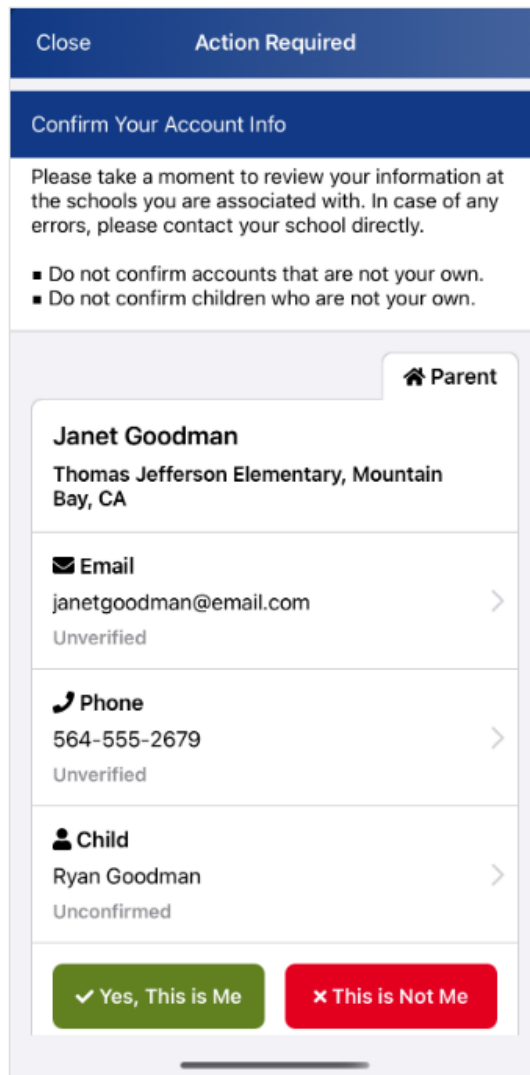 Close
Action Required
Confirm Your Account Info
Please take a moment to review your information at
the schools you are associated with. In case of any
errors, please contact your school directly.
▪ Do not confirm accounts that are not your own.
▪ Do not confirm children who are not your own.
Parent
Janet Goodman
Thomas Jefferson Elementary, Mountain
Bay, CA
Email
janetgoodman@email.com
Unverified
Phone
564-555-2679
Unverified
Child
Ryan Goodman
Unconfirmed
Yes, This is Me
This is Not Me